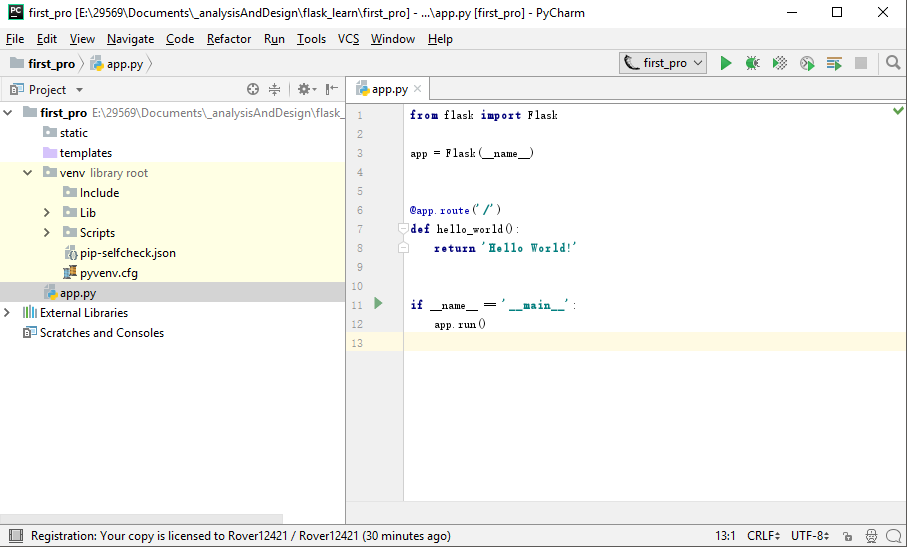 PC first_pro [E:\29569\Documents\_analysisAndDesign\flask_learn\first_pro] - ...\app.py [first_pro] - PyCharm
File Edit View Navigate Code Refactor Run Tools VCS Window Help
first_pro app.py first_pro
Project app.py
first_pro E:\29569\Documents\_analysisAndDesign\flask_
static
templates
venv library root
Include
Lib
Scripts
pip-selfcheck.json
pyvenv.cfg
app.py
External Libraries
Scratches and Consoles
1 from flask import Flask
2
3 app = Flask(__name__)
4
5
6 @app.route('/')
7 def hello_world():
8 return 'Hello World!'
9
10
11 if __name__ == '__main__':
12 app.run()
13
Registration: Your copy is licensed to Rover12421 / Rover12421 (30 minutes ago) 13:1 CRLF UTF-8